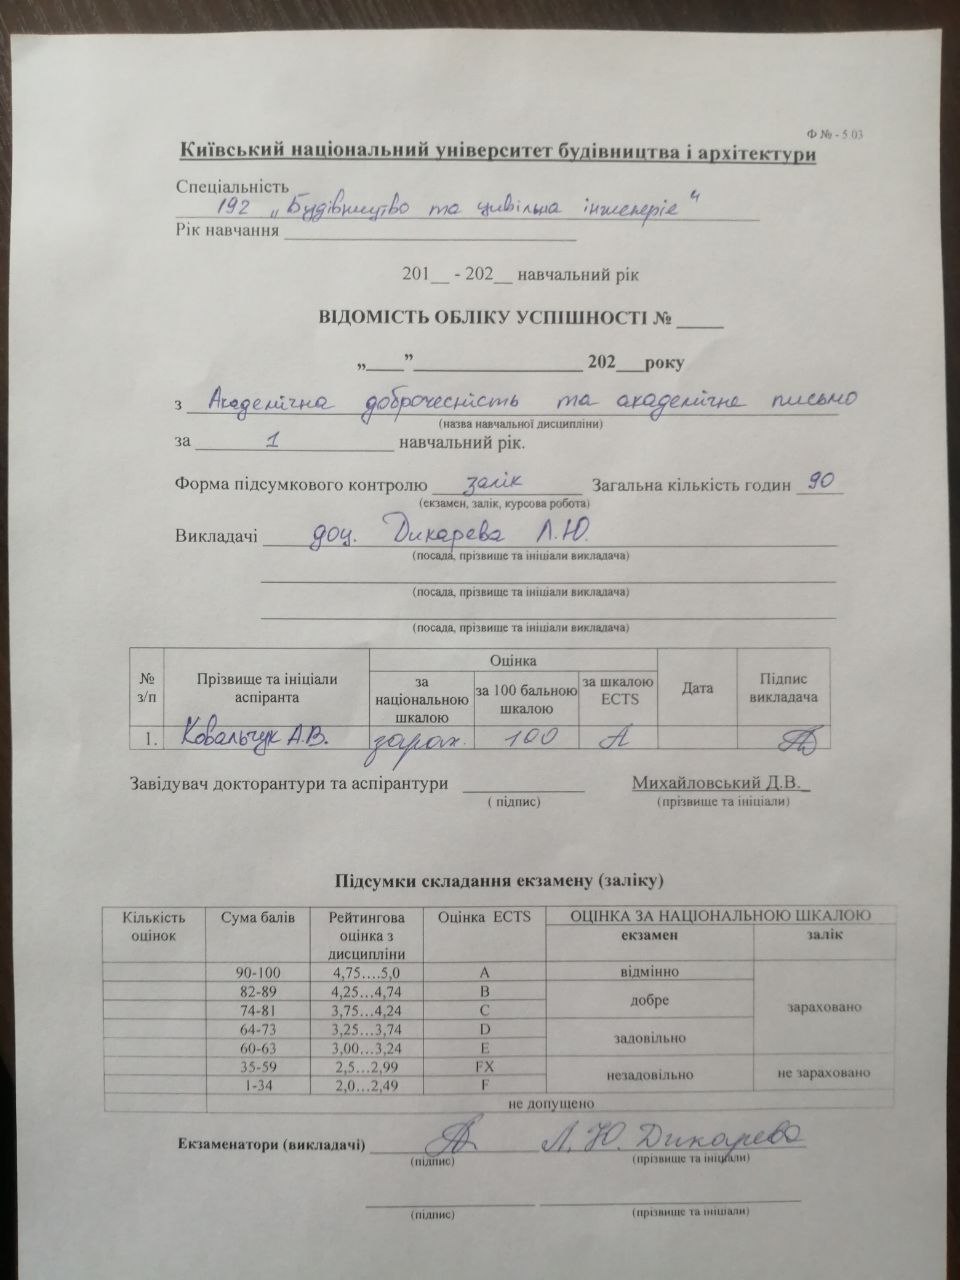 Ф № - 5 03
Київський національний університет будівництва і архітектури
Спеціальність
192 „Будівництво та цивільна інженеріє"
Рік навчання
201__ - 202__ навчальний рік
ВІДОМІСТЬ ОБЛІКУ УСПІШНОСТІ № _____
„____”__________________ 202___року
з Академічна доброчесність та академічне письмо
(назва навчальної дисципліни)
за 1 навчальний рік.
Форма підсумкового контролю залік Загальна кількість годин 90
(екзамен, залік, курсова робота)
Викладачі доц. Дикарева Л.Ю.
(посада, прізвище та ініціали викладача)
(посада, прізвище та ініціали викладача)
(посада, прізвище та ініціали викладача)
№ з/п Прізвище та ініціали аспіранта Оцінка Дата Підпис викладача
за національною шкалою за 100 бальною шкалою за шкалою ECTS
1. Ковальчук А.В. зарах. 100 A
Завідувач докторантури та аспірантури Михайловський Д.В.
( підпис) (прізвище та ініціали)
Підсумки складання екзамену (заліку)
Кількість оцінок Сума балів Рейтингова оцінка з дисципліни Оцінка ECTS ОЦІНКА ЗА НАЦІОНАЛЬНОЮ ШКАЛОЮ
екзамен залік
90-100 4,75....5,0 A відмінно зараховано
82-89 4,25...4,74 B добре
74-81 3,75...4,24 C
64-73 3,25...3,74 D задовільно
60-63 3,00...3,24 E
35-59 2,5...2,99 FX незадовільно не зараховано
1-34 2,0...2,49 F
не допущено
Екзаменатори (викладачі) Л.Ю. Дикарева
(підпис) (прізвище та ініціали)
(підпис) (прізвище та ініціали)